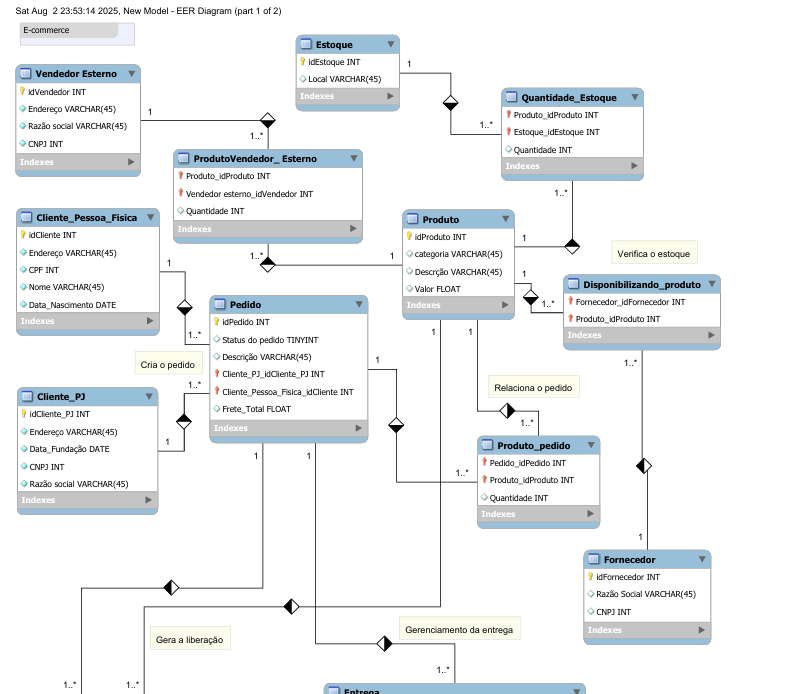 Sat Aug 2 23:53:14 2025, New Model - EER Diagram (part 1 of 2)
E-commerce
Estoque
idEstoque INT
Local VARCHAR(45)
Indexes
Vendedor Esterno
idVendedor INT
Endereço VARCHAR(45)
Razão social VARCHAR(45)
CNPJ INT
Indexes
1
1..*
1
1..*
Quantidade_Estoque
Produto_idProduto INT
Estoque_idEstoque INT
Quantidade INT
Indexes
1..*
ProdutoVendedor_ Esterno
Produto_idProduto INT
Vendedor esterno_idVendedor INT
Quantidade INT
Indexes
1..*
1
Cliente_Pessoa_Fisica
idCliente INT
Endereço VARCHAR(45)
CPF INT
Nome VARCHAR(45)
Data_Nascimento DATE
Indexes
1
1..*
Produto
idProduto INT
categoria VARCHAR(45)
Descrção VARCHAR(45)
Valor FLOAT
Indexes
1
1
1..*
1
1
Verifica o estoque
Disponibilizando_produto
Fornecedor_idFornecedor INT
Produto_idProduto INT
Indexes
1..*
Pedido
idPedido INT
Status do pedido TINYINT
Descrição VARCHAR(45)
Cliente_PJ_idCliente_PJ INT
Cliente_Pessoa_Fisica_idCliente INT
Frete_Total FLOAT
Indexes
1
1
1
Cria o pedido
1..*
Cliente_PJ
idCliente_PJ INT
Endereço VARCHAR(45)
Data_Fundação DATE
CNPJ INT
Razão social VARCHAR(45)
Indexes
1
Relaciona o pedido
1..*
1..*
Produto_pedido
Pedido_idPedido INT
Produto_idProduto INT
Quantidade INT
Indexes
1
Fornecedor
idFornecedor INT
Razão Social VARCHAR(45)
CNPJ INT
Indexes
Gera a liberação
Gerenciamento da entrega
1..*
1..*
1..*
Entrega